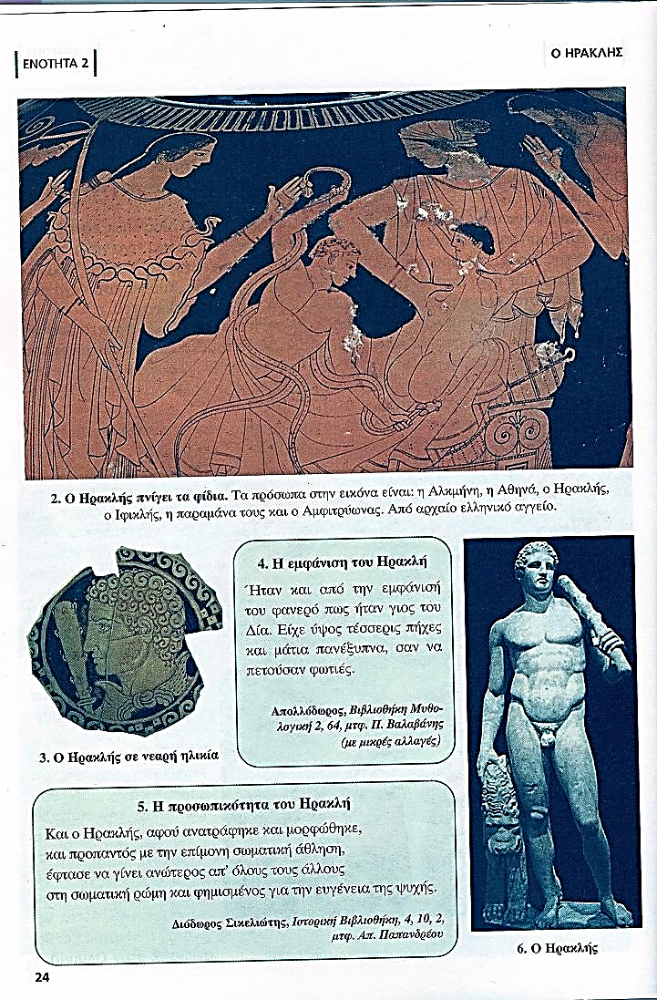 ΕΝΟΤΗΤΑ 2
Ο ΗΡΑΚΛΗΣ
2. Ο Ηρακλής πνίγει τα φίδια. Τα πρόσωπα στην εικόνα είναι: η Αλκμήνη, η Αθηνά, ο Ηρακλής,
ο Ιφικλής, η παραμάνα τους και ο Αμφιτρύωνας. Από αρχαίο ελληνικό αγγείο.
3. Ο Ηρακλής σε νεαρή ηλικία
4. Η εμφάνιση του Ηρακλή
Ήταν και από την εμφάνισή
του φανερό πως ήταν γιος του
Δία. Είχε ύψος τέσσερις πήχες
και μάτια πανέξυπνα, σαν να
πετούσαν φωτιές.
Απολλόδωρος, Βιβλιοθήκη Μυθο-
λογική 2, 64, μτφ. Π. Βαλαβάνης
(με μικρές αλλαγές)
5. Η προσωπικότητα του Ηρακλή
Και ο Ηρακλής, αφού ανατράφηκε και μορφώθηκε,
και προπαντός με την επίμονη σωματική άθληση,
έφτασε να γίνει ανώτερος απ' όλους τους άλλους
στη σωματική ρώμη και φημισμένος για την ευγένεια της ψυχής.
Διόδωρος Σικελιώτης, Ιστορική Βιβλιοθήκη, 4, 10, 2,
μτφ. Απ. Παπανδρέου
6. Ο Ηρακλής
24